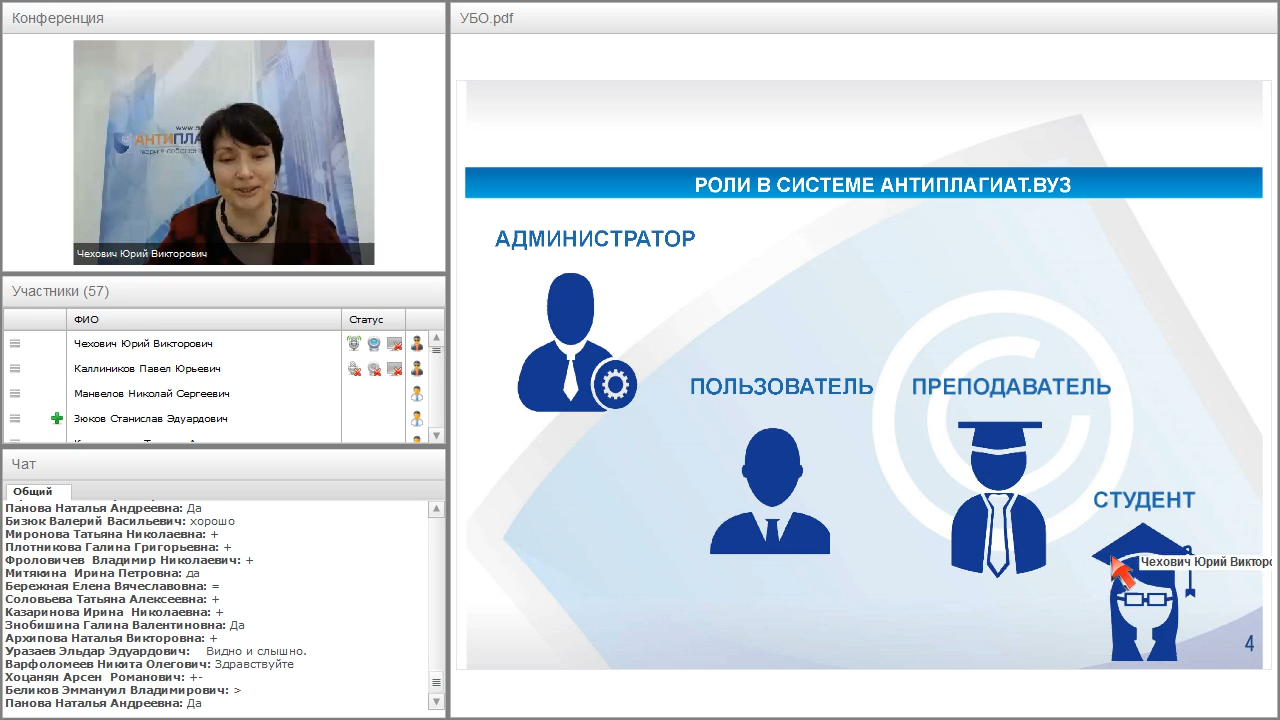 Конференция
www.
АНТИПЛА
Чехович Юрий Викторович
Участники (57)
ФИО
Статус
Чехович Юрий Викторович
Каллиников Павел Юрьевич
Манвелов Николай Сергеевич
Зюков Станислав Эдуардович
Чат
Общий
Панова Наталья Андреевна: Да
Бизюк Валерий Васильевич: хорошо
Миронова Татьяна Николаевна: +
Плотникова Галина Григорьевна: +
Фроловичев Владимир Николаевич: +
Митякина Ирина Петровна: да
Бережная Елена Вячеславовна: =
Соловьева Татьяна Алексеевна: +
Казаринова Ирина Николаевна: +
Знобишина Галина Валентиновна: Да
Архипова Наталья Викторовна: +
Уразаев Эльдар Эдуардович: Видно и слышно.
Варфоломеев Никита Олегович: Здравствуйте
Хоцанян Арсен Романович: +-
Беликов Эммануил Владимирович: >
Панова Наталья Андреевна: Да
УБО.pdf
РОЛИ В СИСТЕМЕ АНТИПЛАГИАТ.ВУЗ
АДМИНИСТРАТОР
ПОЛЬЗОВАТЕЛЬ
ПРЕПОДАВАТЕЛЬ
СТУДЕНТ
Чехович Юрий Викторо
4